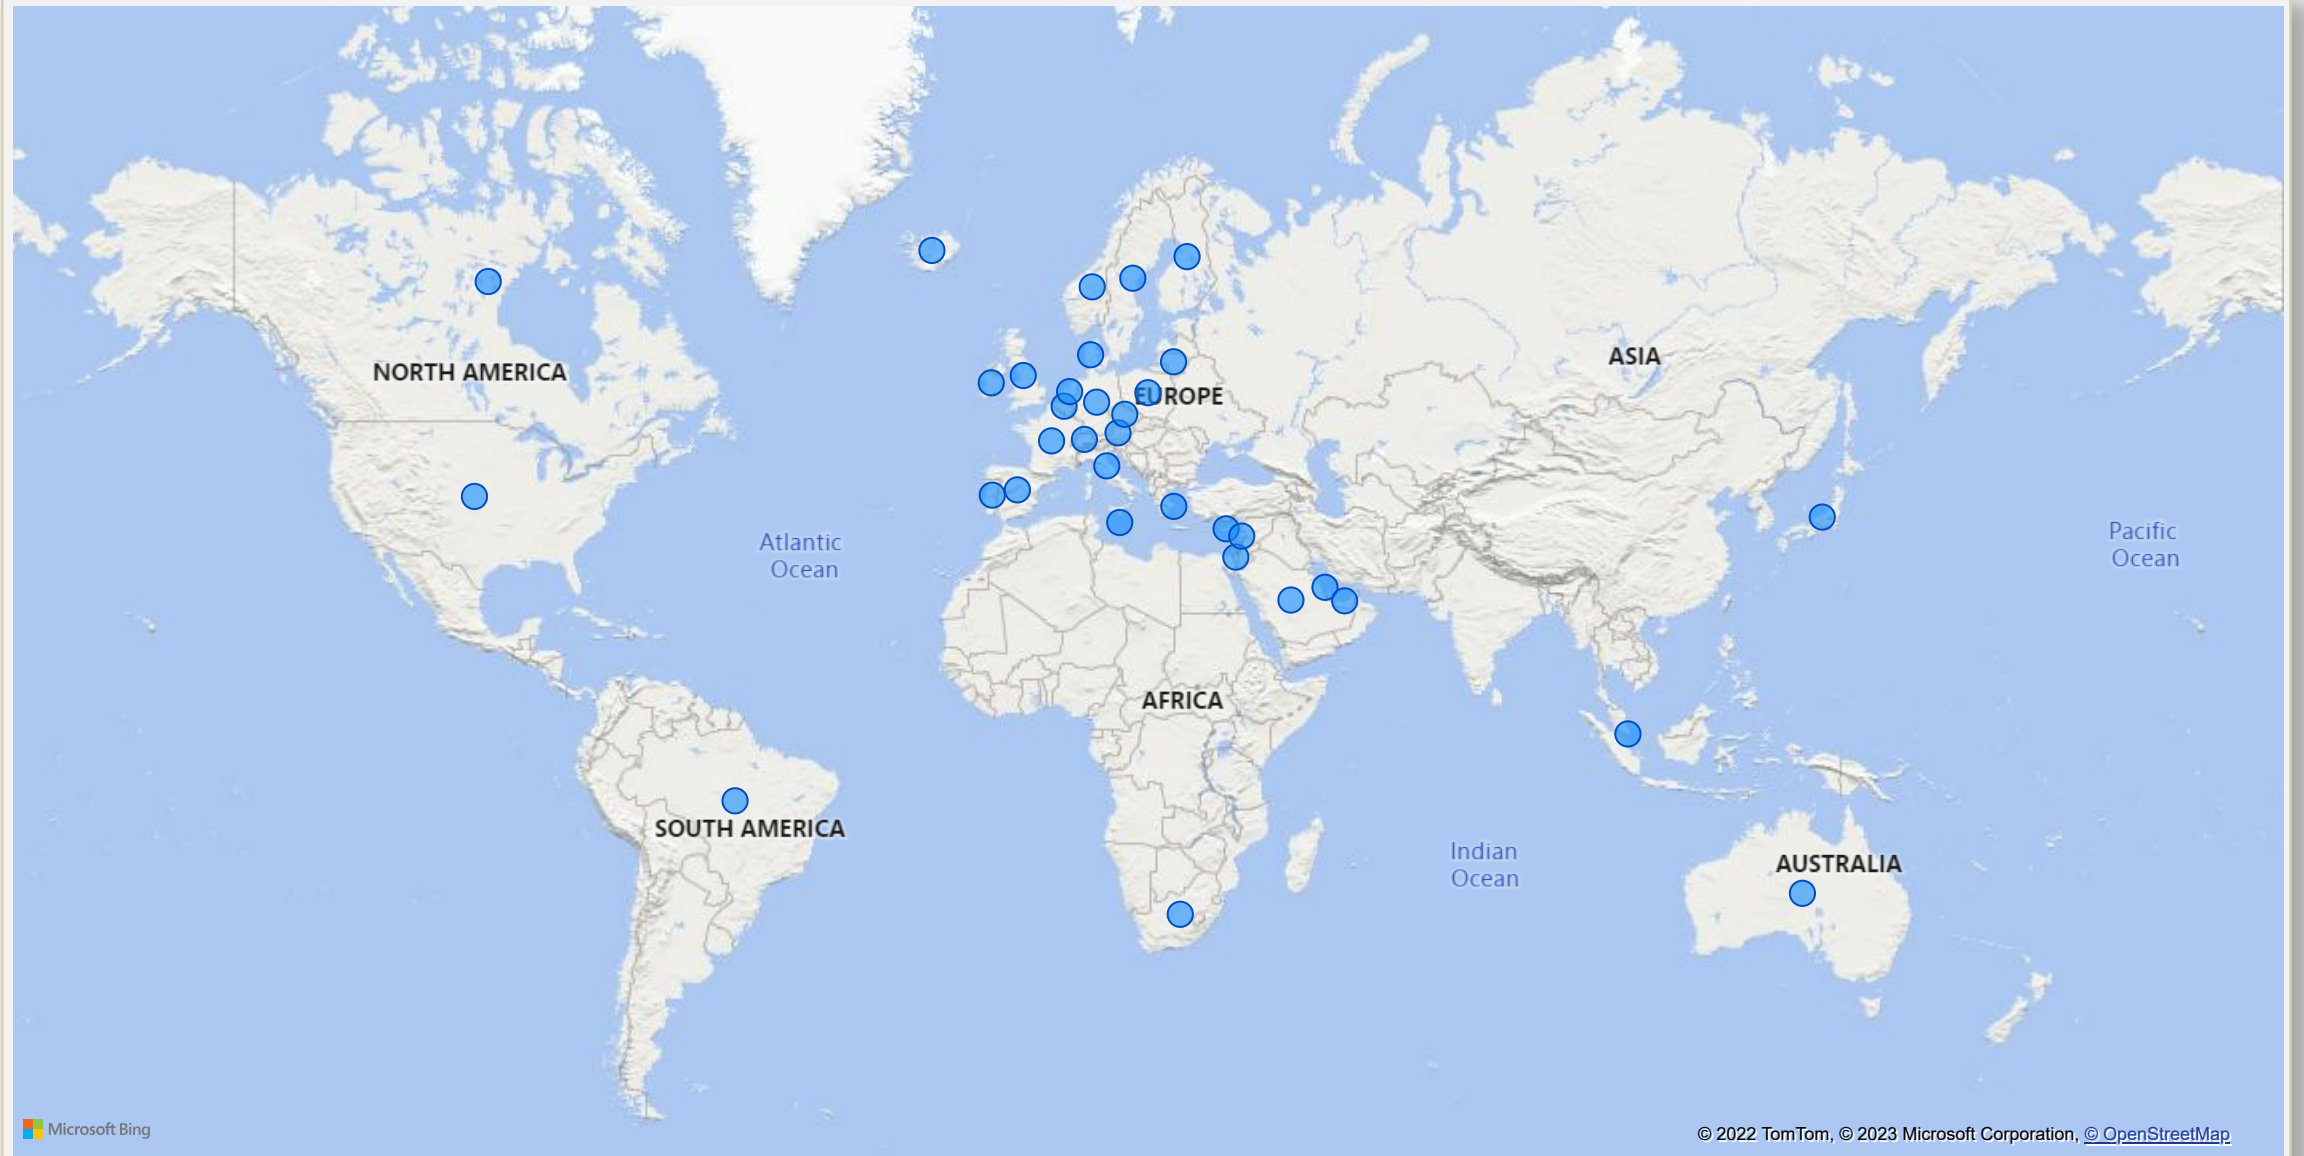 NORTH AMERICA
ASIA
EUROPE
Atlantic
Ocean
Pacific
Ocean
AFRICA
SOUTH AMERICA
Indian
Ocean
AUSTRALIA
Microsoft Bing
© 2022 TomTom, © 2023 Microsoft Corporation, © OpenStreetMap